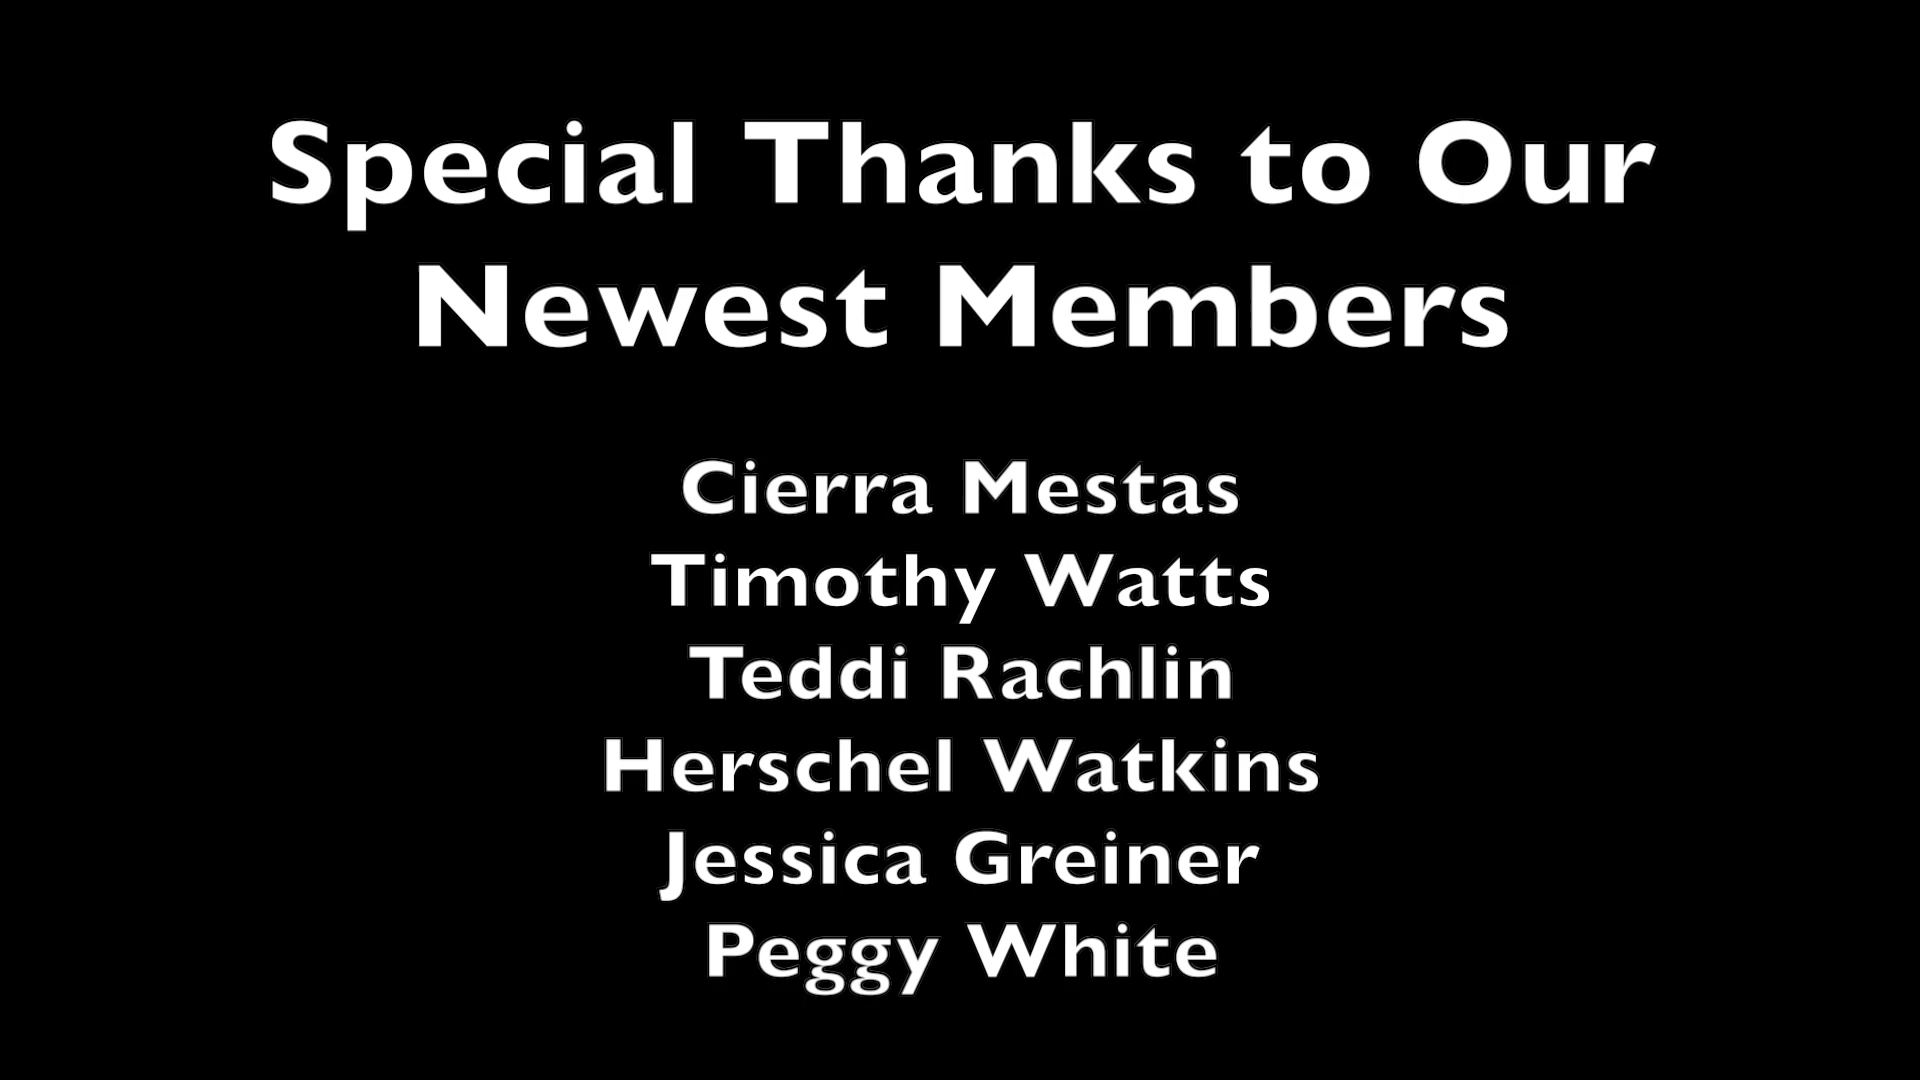 Special Thanks to Our
Newest Members
Cierra Mestas
Timothy Watts
Teddi Rachlin
Herschel Watkins
Jessica Greiner
Peggy White